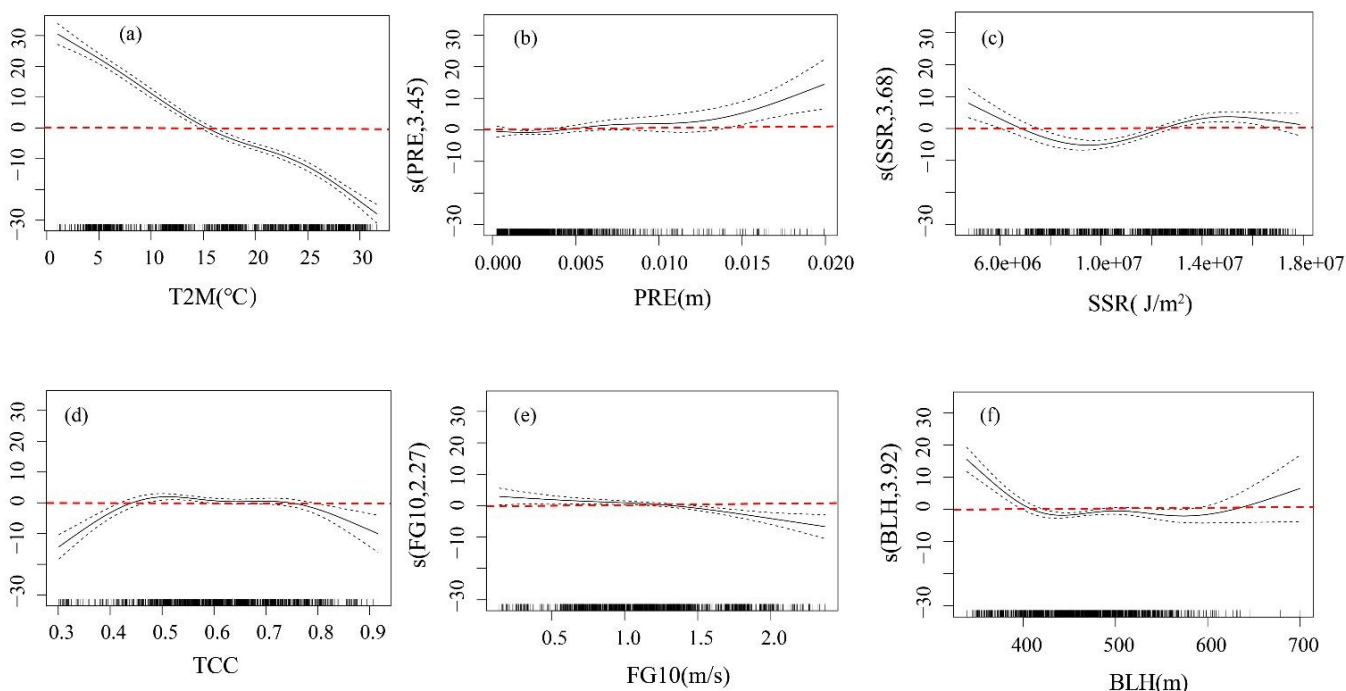 (a)
30
20
10
0
−10
−30
0 5 10 15 20 25 30
T2M(℃)
(b)
s(PRE,3.45)
30
20
10
0
−10
−30
0.000 0.005 0.010 0.015 0.020
PRE(m)
(c)
s(SSR,3.68)
30
20
10
0
−10
−30
6.0e+06 1.0e+07 1.4e+07 1.8e+07
SSR( J/m²)
(d)
30
20
10
0
−10
−30
0.3 0.4 0.5 0.6 0.7 0.8 0.9
TCC
(e)
s(FG10,2.27)
30
20
10
0
−10
−30
0.5 1.0 1.5 2.0
FG10(m/s)
(f)
s(BLH,3.92)
30
20
10
0
−10
−30
400 500 600 700
BLH(m)